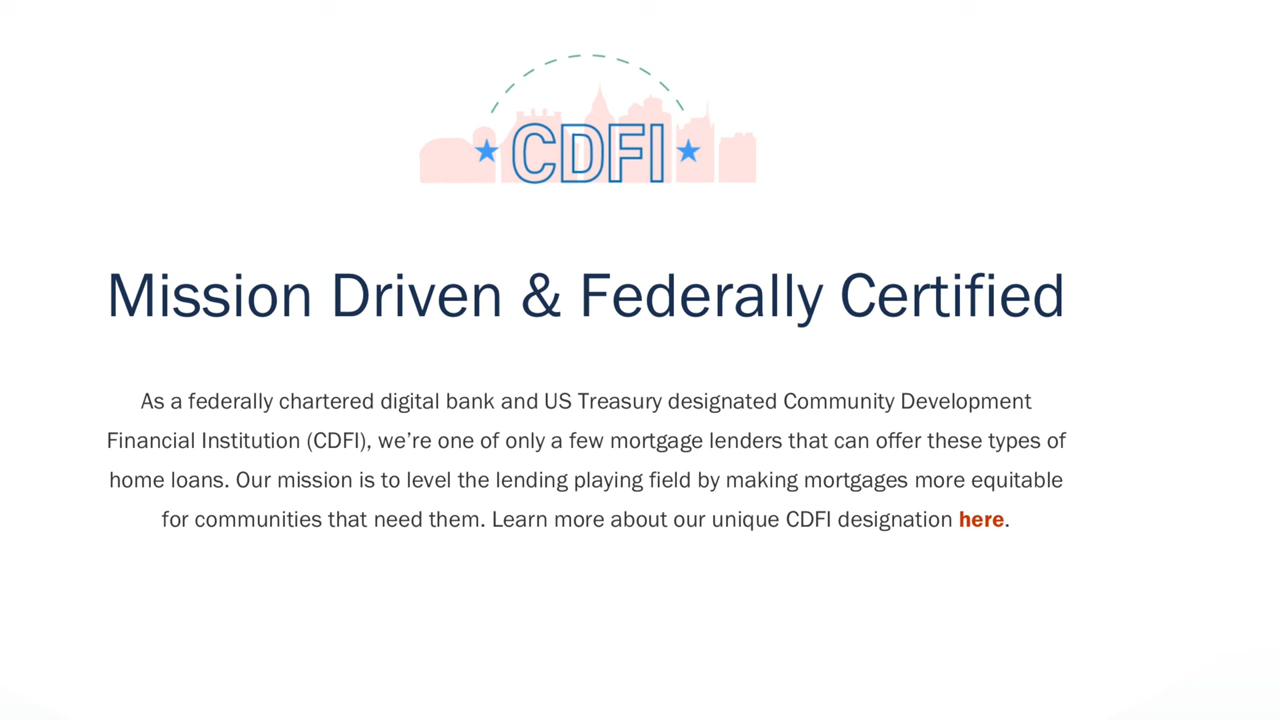 CDFI
Mission Driven & Federally Certified
As a federally chartered digital bank and US Treasury designated Community Development
Financial Institution (CDFI), we’re one of only a few mortgage lenders that can offer these types of
home loans. Our mission is to level the lending playing field by making mortgages more equitable
for communities that need them. Learn more about our unique CDFI designation here.